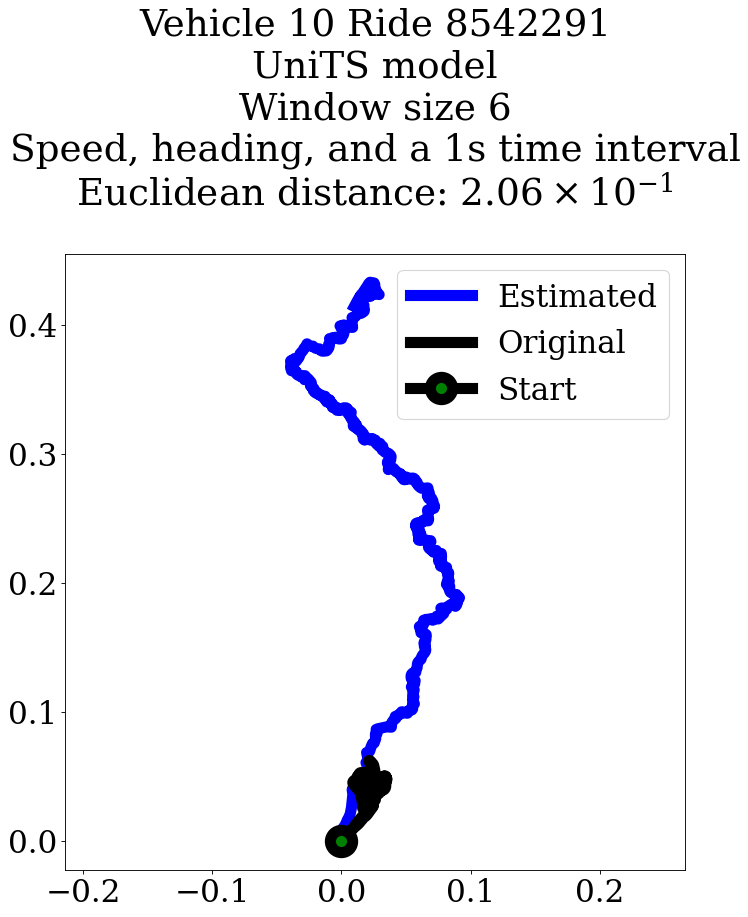 Vehicle 10 Ride 8542291
UniTS model
Window size 6
Speed, heading, and a 1s time interval
Euclidean distance: $2.06 × 10^{-1}$
Estimated
Original
Start
0.4
0.3
0.2
0.1
0.0
−0.2 −0.1 0.0 0.1 0.2